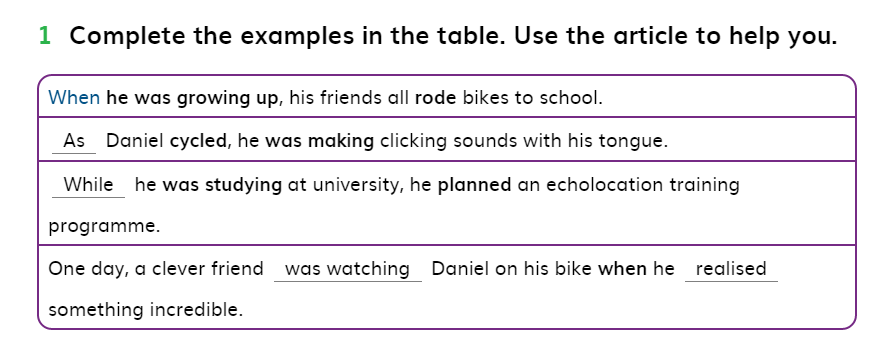 1 Complete the examples in the table. Use the article to help you.
When he was growing up, his friends all rode bikes to school.
As Daniel cycled, he was making clicking sounds with his tongue.
While he was studying at university, he planned an echolocation training
programme.
One day, a clever friend was watching Daniel on his bike when he realised
something incredible.